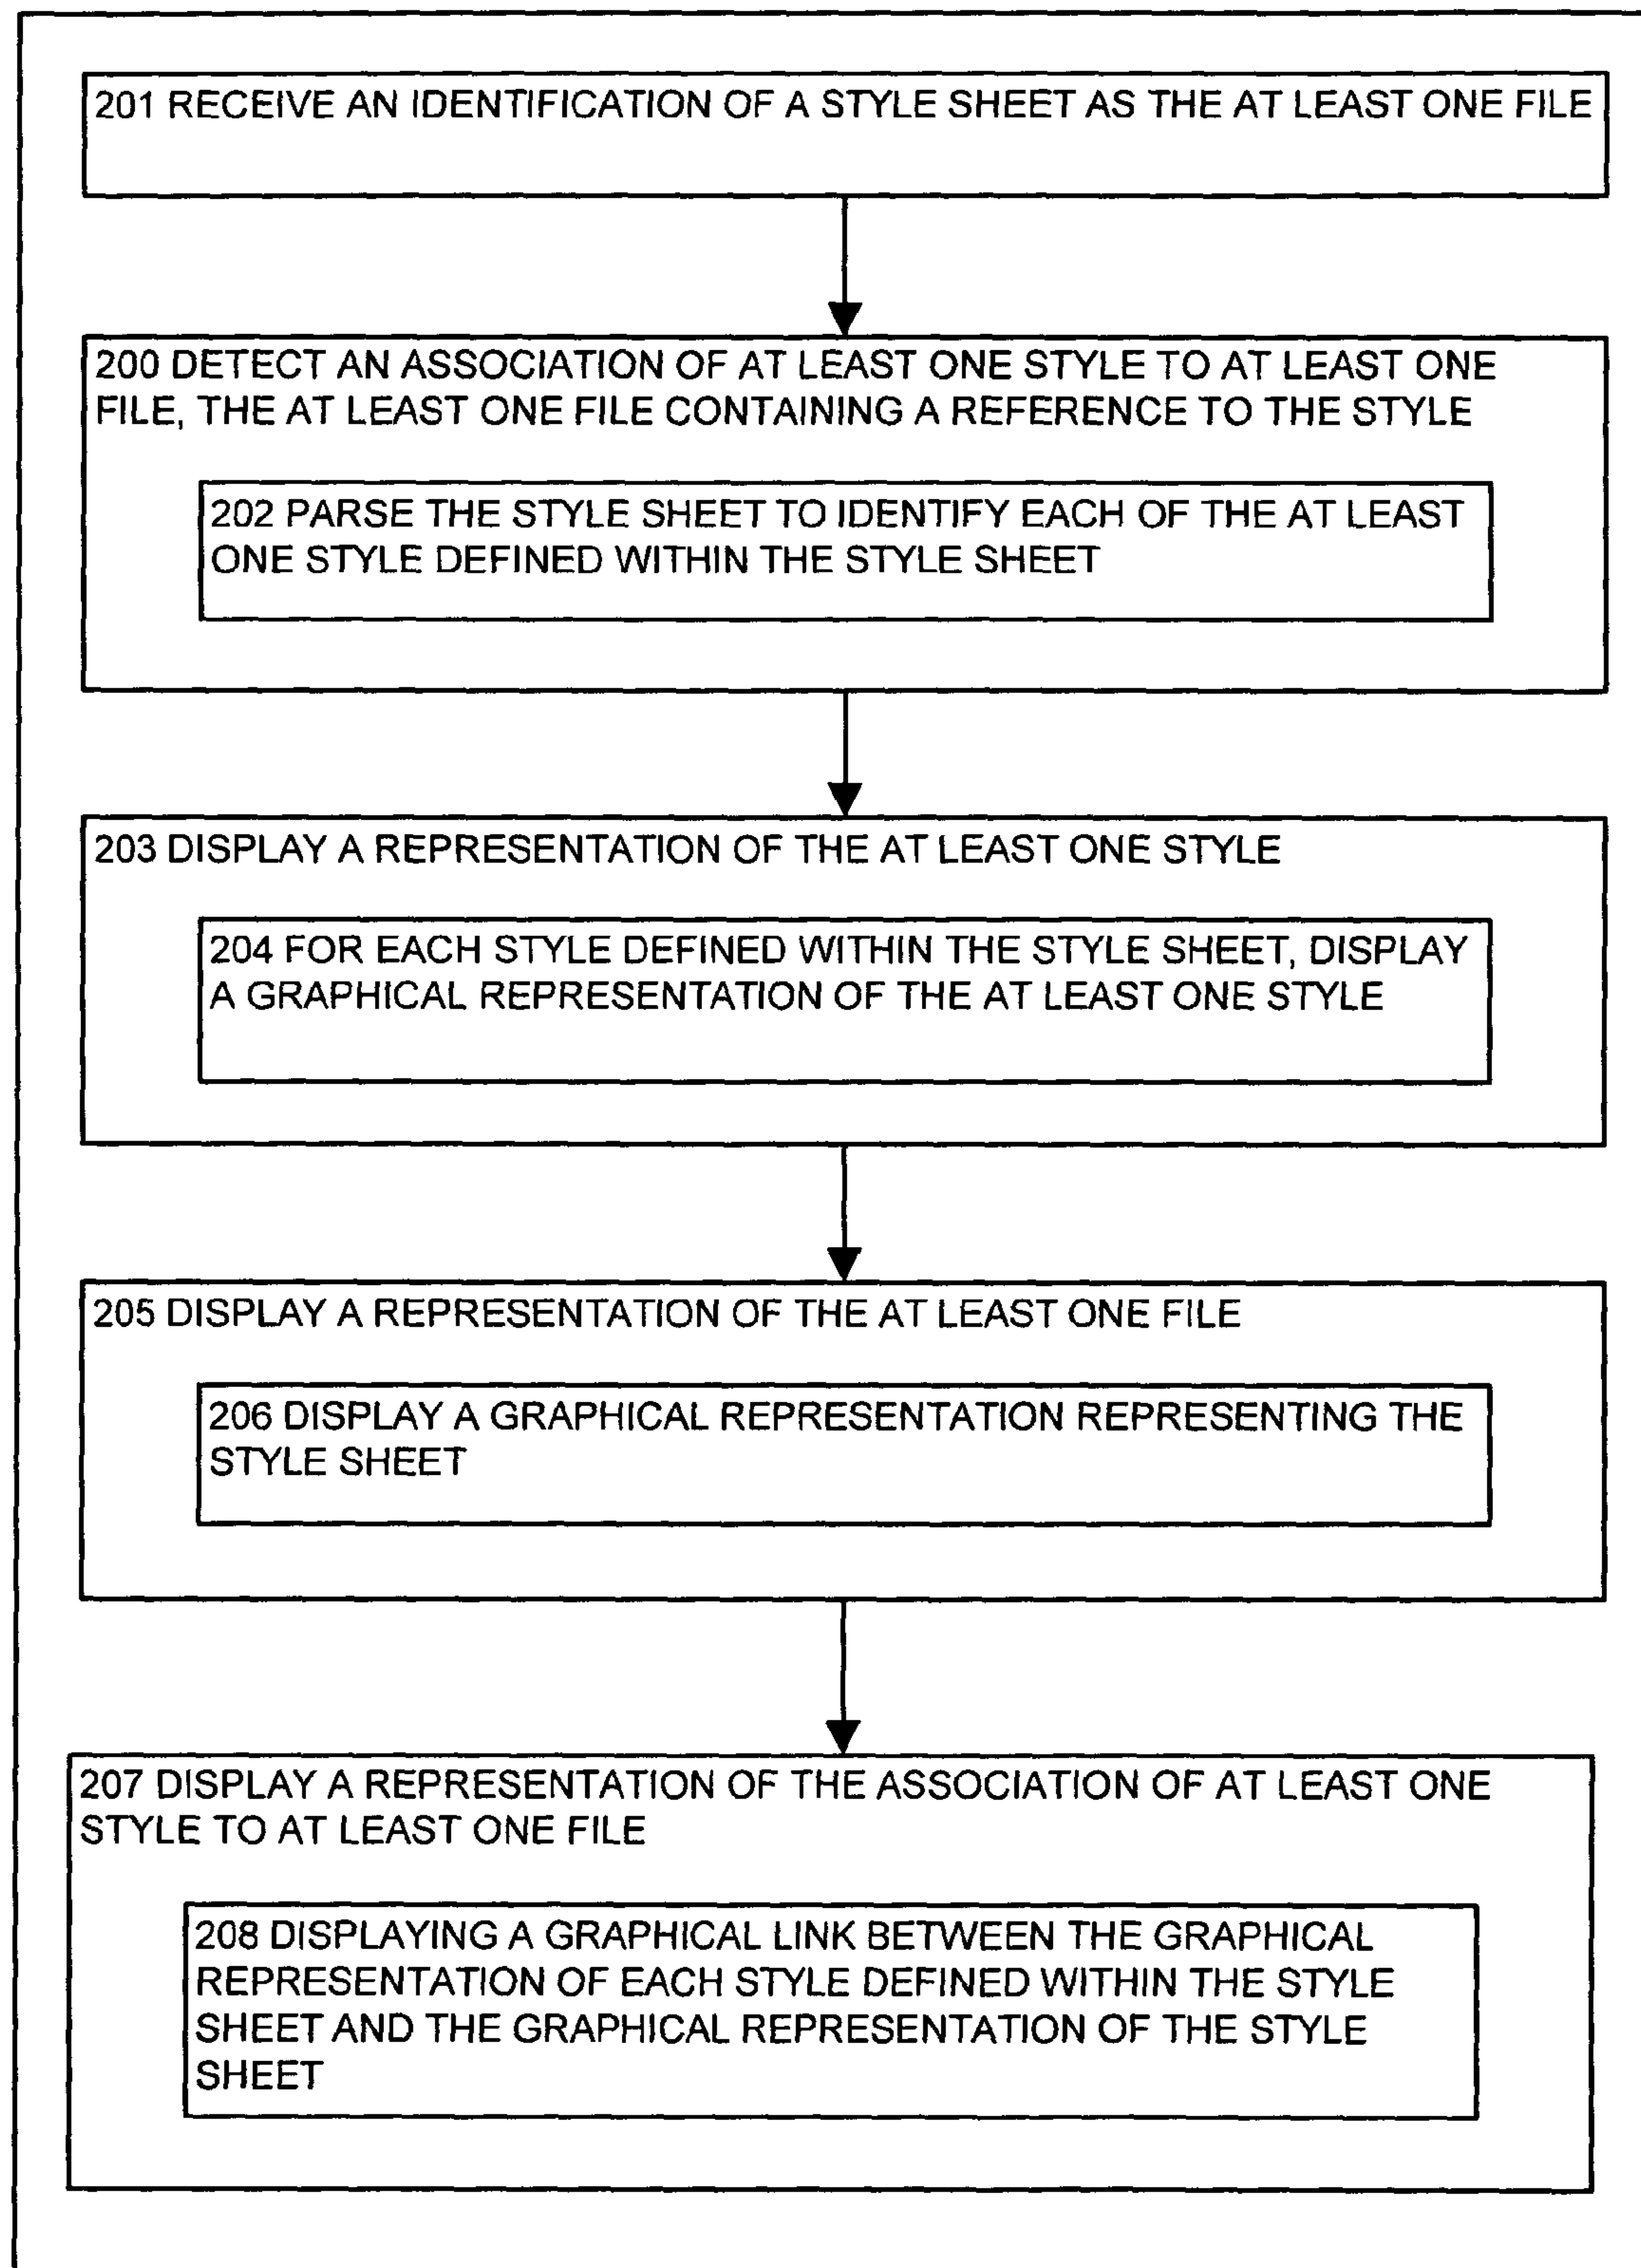 201 RECEIVE AN IDENTIFICATION OF A STYLE SHEET AS THE AT LEAST ONE FILE
200 DETECT AN ASSOCIATION OF AT LEAST ONE STYLE TO AT LEAST ONE
FILE, THE AT LEAST ONE FILE CONTAINING A REFERENCE TO THE STYLE
202 PARSE THE STYLE SHEET TO IDENTIFY EACH OF THE AT LEAST
ONE STYLE DEFINED WITHIN THE STYLE SHEET
203 DISPLAY A REPRESENTATION OF THE AT LEAST ONE STYLE
204 FOR EACH STYLE DEFINED WITHIN THE STYLE SHEET, DISPLAY
A GRAPHICAL REPRESENTATION OF THE AT LEAST ONE STYLE
205 DISPLAY A REPRESENTATION OF THE AT LEAST ONE FILE
206 DISPLAY A GRAPHICAL REPRESENTATION REPRESENTING THE
STYLE SHEET
207 DISPLAY A REPRESENTATION OF THE ASSOCIATION OF AT LEAST ONE
STYLE TO AT LEAST ONE FILE
208 DISPLAYING A GRAPHICAL LINK BETWEEN THE GRAPHICAL
REPRESENTATION OF EACH STYLE DEFINED WITHIN THE STYLE
SHEET AND THE GRAPHICAL REPRESENTATION OF THE STYLE
SHEET